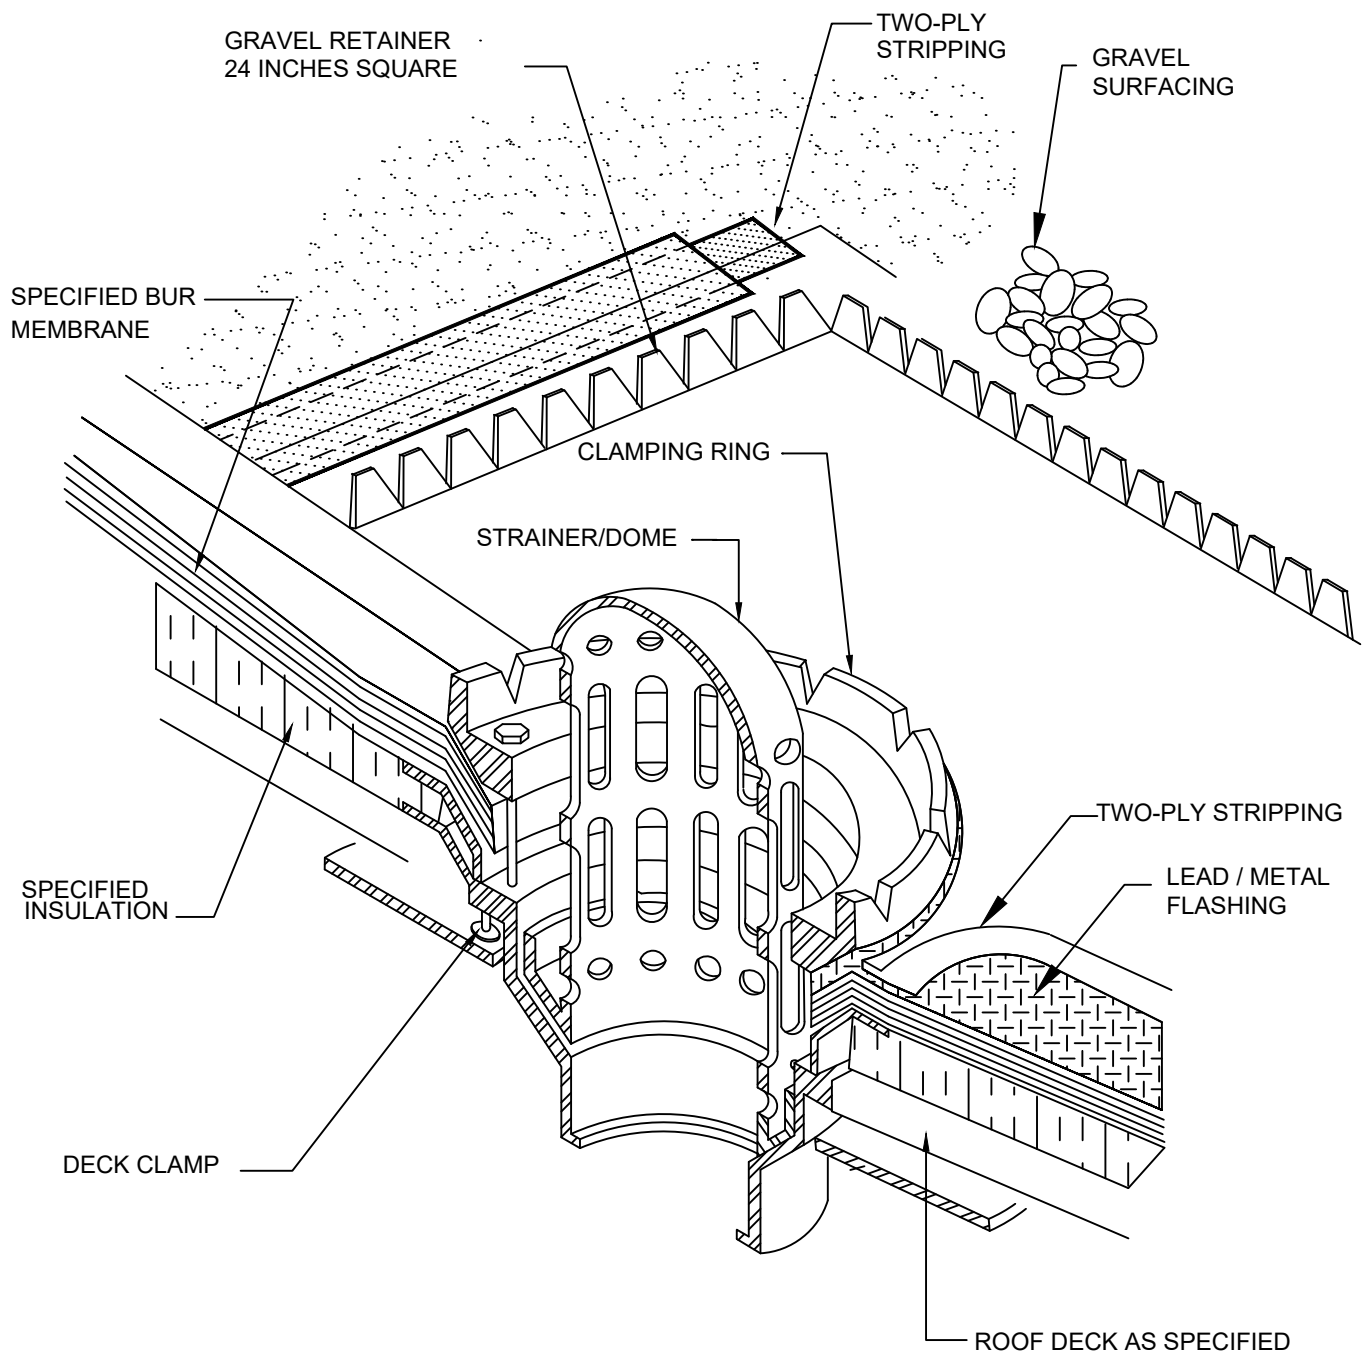 GRAVEL RETAINER
24 INCHES SQUARE
TWO-PLY
STRIPPING
GRAVEL
SURFACING
SPECIFIED BUR
MEMBRANE
CLAMPING RING
STRAINER/DOME
TWO-PLY STRIPPING
LEAD / METAL
FLASHING
SPECIFIED
INSULATION
DECK CLAMP
ROOF DECK AS SPECIFIED